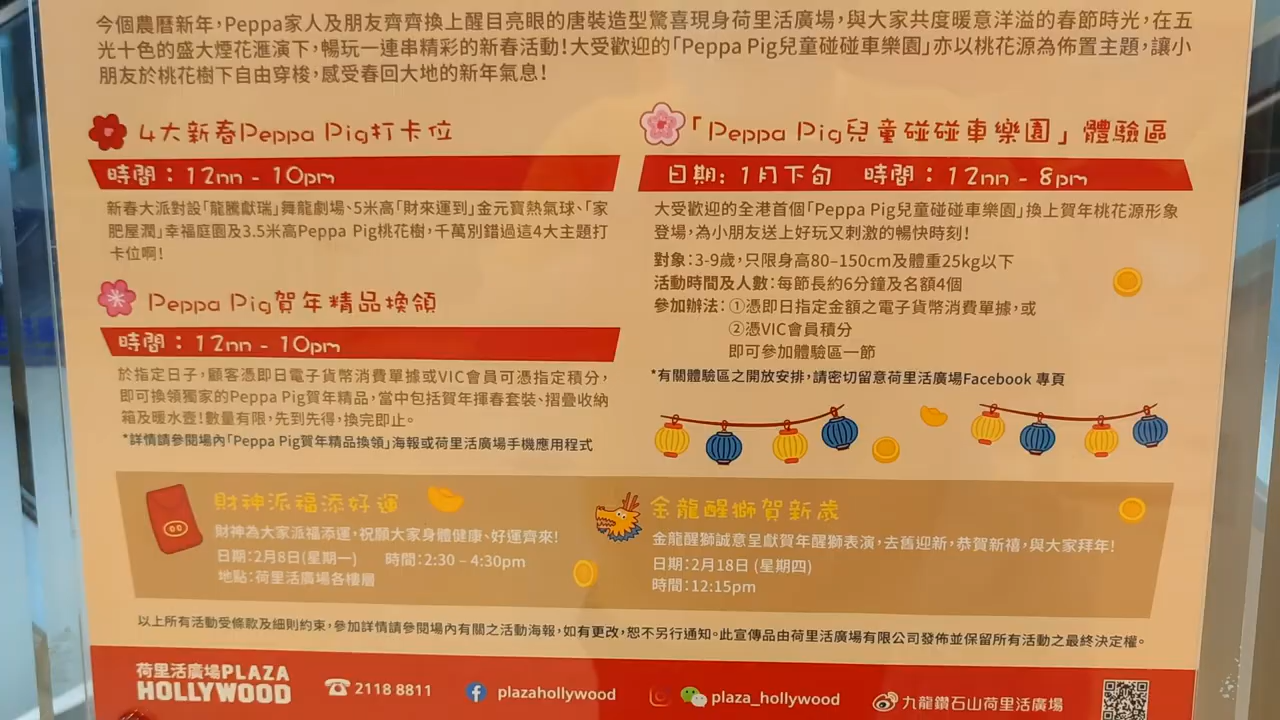 今個農曆新年,Peppa家人及朋友齊齊換上醒目亮眼的唐裝造型驚喜現身荷里活廣場,與大家共度暖意洋溢的春節時光,在五
光十色的盛大煙花滙演下,暢玩一連串精彩的新春活動!大受歡迎的「Peppa Pig兒童碰碰車樂園」亦以桃花源為佈置主題,讓小
朋友於桃花樹下自由穿梭,感受春回大地的新年氣息!
4大新春Peppa Pig打卡位
時間:12nn - 10pm
新春大派對設「龍騰獻瑞」舞龍劇場、5米高「財來運到」金元寶熱氣球、「家
肥屋潤」幸福庭園及3.5米高Peppa Pig桃花樹,千萬別錯過這4大主題打
卡位啊!
Peppa Pig賀年精品換領
時間:12nn - 10pm
於指定日子,顧客憑即日電子貨幣消費單據或VIC會員可憑指定積分,
即可換領獨家的Peppa Pig賀年精品,當中包括賀年揮春套裝、摺疊收納
箱及暖水壺!數量有限,先到先得,換完即止。
*詳情請參閱場內「Peppa Pig賀年精品換領」海報或荷里活廣場手機應用程式
「Peppa Pig兒童碰碰車樂園」體驗區
日期: 1月下旬 時間:12nn - 8pm
大受歡迎的全港首個「Peppa Pig兒童碰碰車樂園」換上賀年桃花源形象
登場,為小朋友送上好玩又刺激的暢快時刻!
對象:3-9歲,只限身高80–150cm及體重25kg以下
活動時間及人數:每節長約6分鐘及名額4個
參加辦法:①憑即日指定金額之電子貨幣消費單據,或
②憑VIC會員積分
即可參加體驗區一節
*有關體驗區之開放安排,請密切留意荷里活廣場Facebook 專頁
財神派福添好運
財神為大家派福添運,祝願大家身體健康、好運齊來!
日期:2月8日(星期一) 時間:2:30 – 4:30pm
地點:荷里活廣場各樓層
金龍醒獅賀新歲
金龍醒獅誠意呈獻賀年醒獅表演,去舊迎新,恭賀新禧,與大家拜年!
日期:2月18日 (星期四)
時間:12:15pm
以上所有活動受條款及細則約束,參加詳情請參閱場內有關之活動海報,如有更改,恕不另行通知。此宣傳品由荷里活廣場有限公司發佈並保留所有活動之最終決定權。
荷里活廣場PLAZA
HOLLYWOOD
2118 8811
plazahollywood
plaza_hollywood
九龍鑽石山荷里活廣場